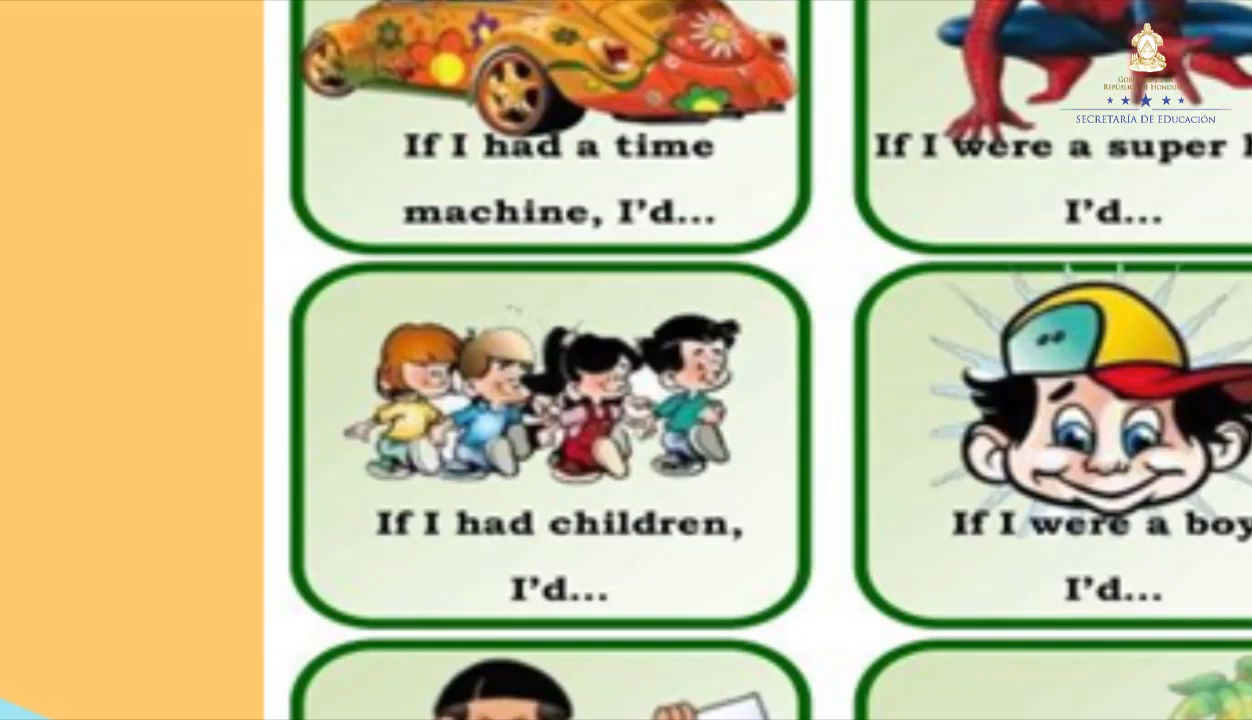 If I had a time
machine, I'd...
If I were a super
I'd...
SECRETARÍA DE EDUCACIÓN
If I had children,
I'd...
If I were a boy
I'd...